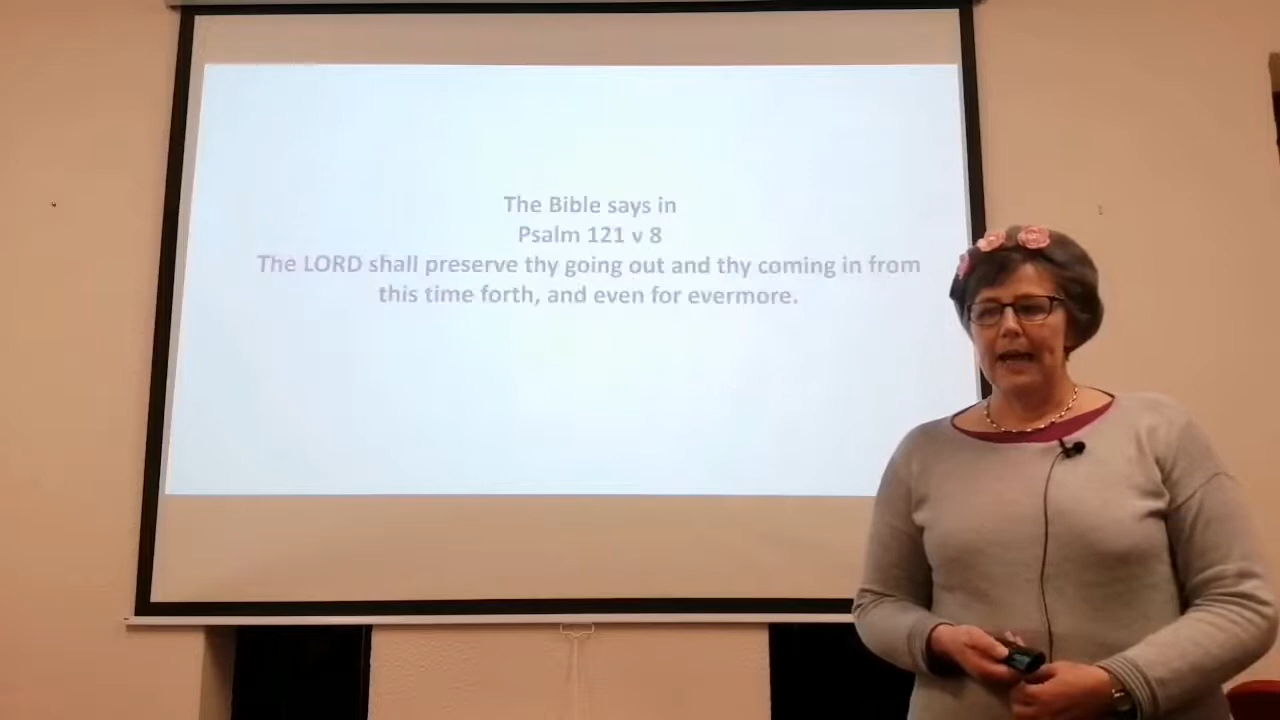 The Bible says in
Psalm 121 v 8
The LORD shall preserve thy going out and thy coming in from
this time forth, and even for evermore.